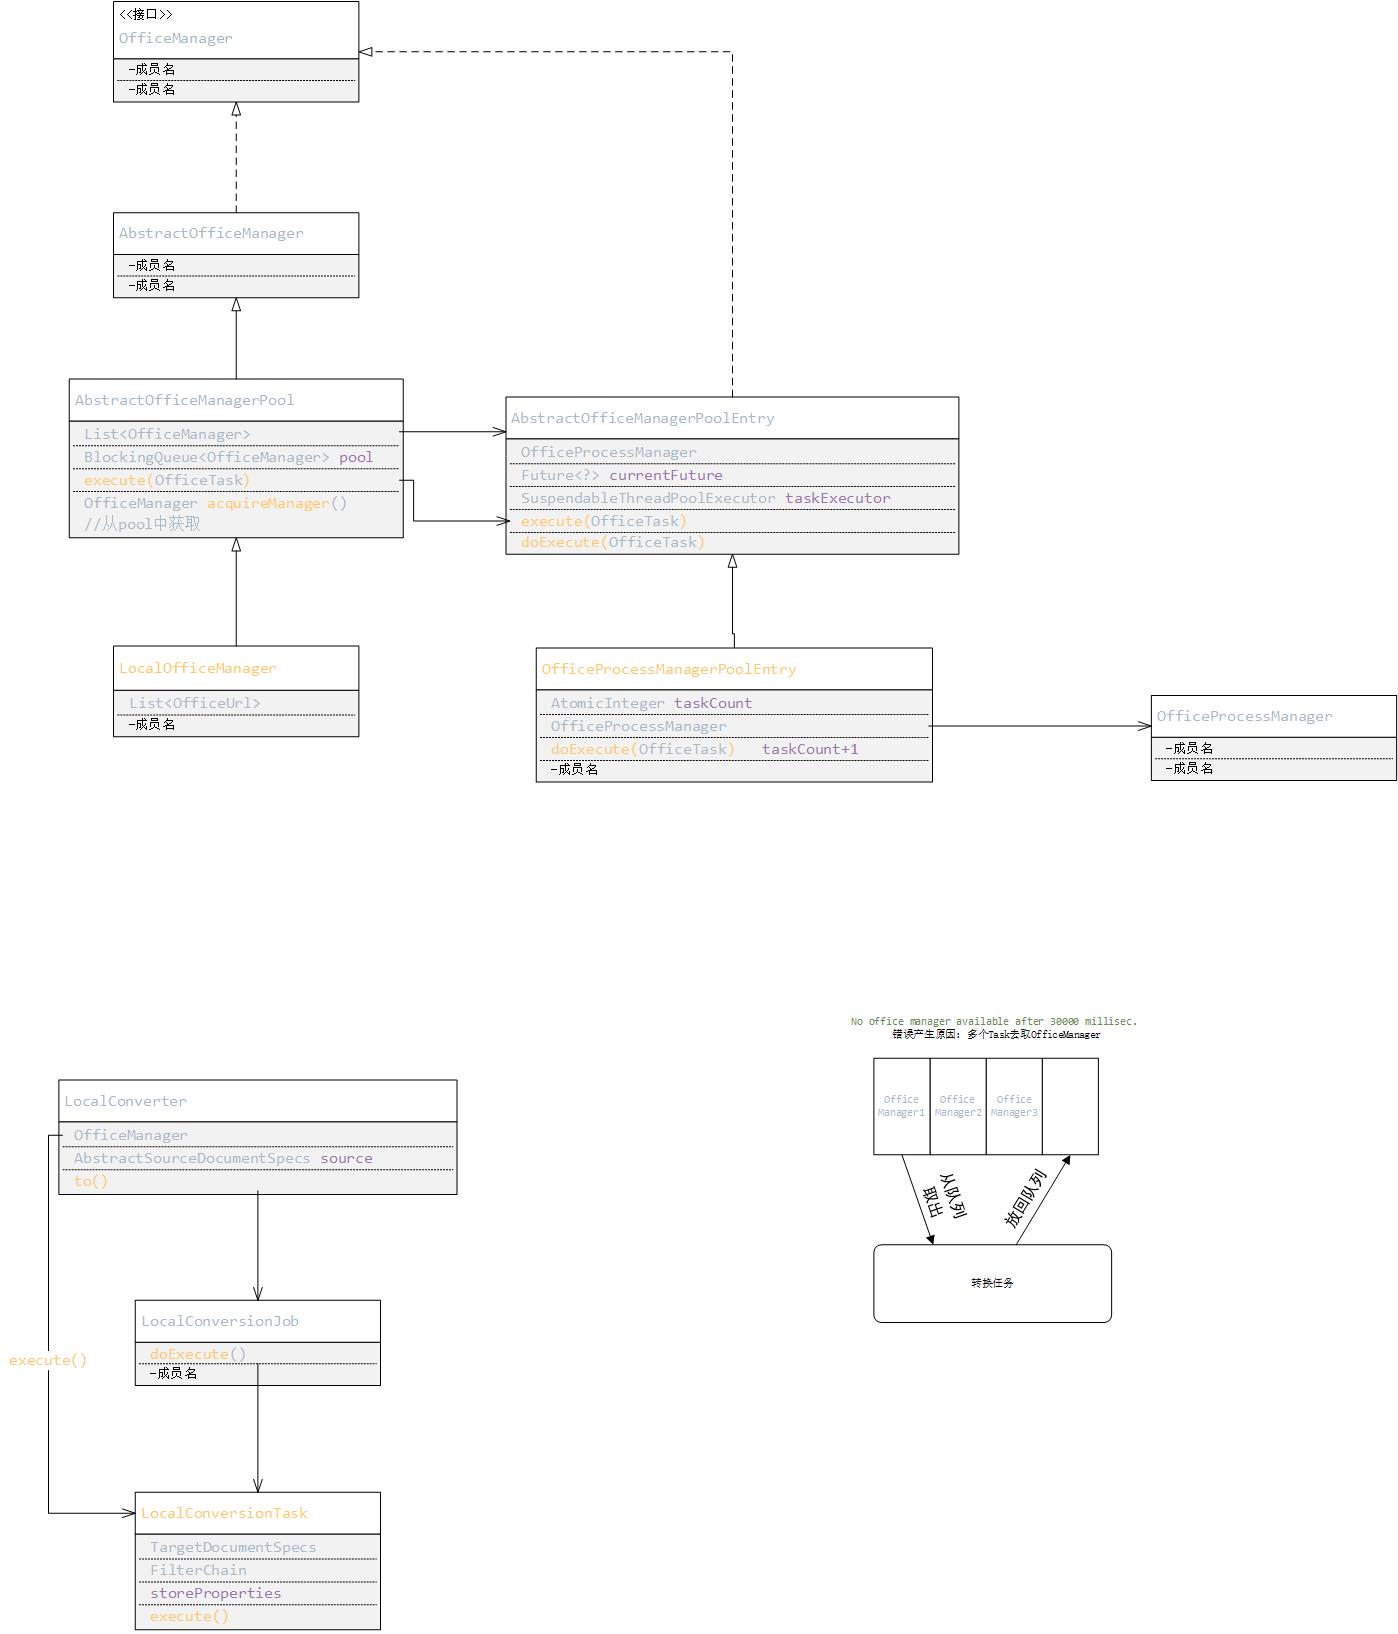 <<接口>>
OfficeManager
-成员名
-成员名
AbstractOfficeManager
-成员名
-成员名
AbstractOfficeManagerPool
List<OfficeManager>
BlockingQueue<OfficeManager> pool
execute(OfficeTask)
OfficeManager acquireManager()
//从pool中获取
AbstractOfficeManagerPoolEntry
OfficeProcessManager
Future<?> currentFuture
SuspendableThreadPoolExecutor taskExecutor
execute(OfficeTask)
doExecute(OfficeTask)
LocalOfficeManager
List<OfficeUrl>
-成员名
OfficeProcessManagerPoolEntry
AtomicInteger taskCount
OfficeProcessManager
doExecute(OfficeTask) taskCount+1
-成员名
OfficeProcessManager
-成员名
-成员名
No office manager available after 30000 millisec.
错误产生原因：多个Task去取OfficeManager
Office
Manager1
Office
Manager2
Office
Manager3
从队列
取出
放回队列
转换任务
LocalConverter
OfficeManager
AbstractSourceDocumentSpecs source
to()
LocalConversionJob
doExecute()
-成员名
execute()
LocalConversionTask
TargetDocumentSpecs
FilterChain
storeProperties
execute()